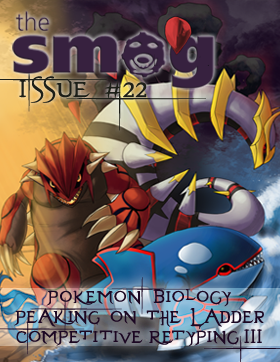 the
smog
ISSUE #22
POKEMON BIOLOGY
PEAKING ON THE LADDER
COMPETITIVE RETYPING III